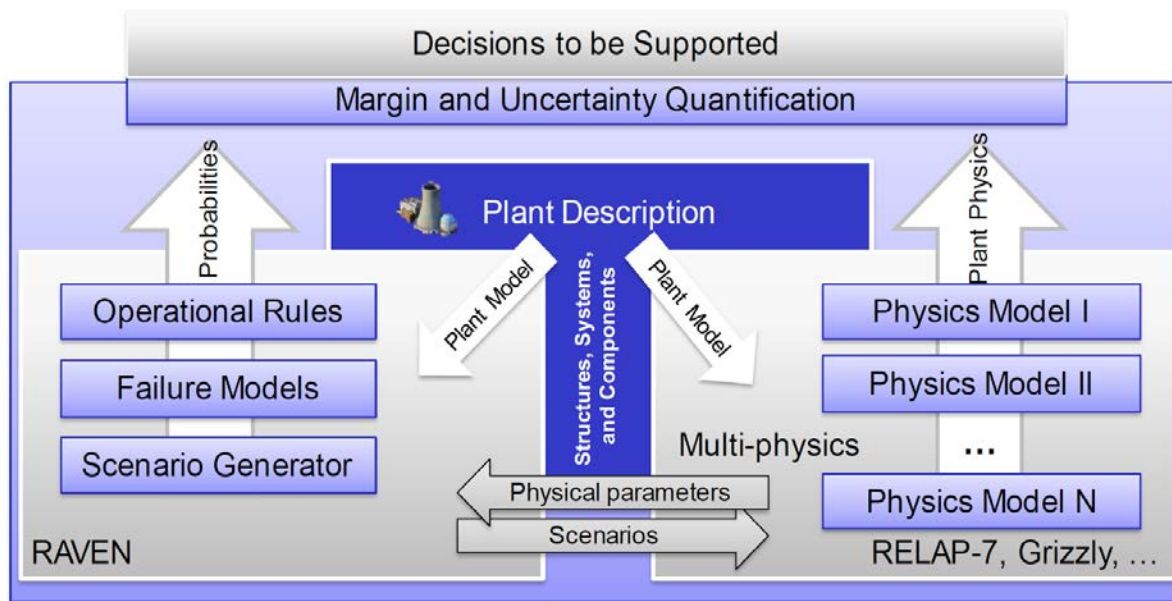 Decisions to be Supported
Margin and Uncertainty Quantification
Probabilities
Plant Physics
Plant Description
Plant Model
Structures, Systems,
and Components
Plant Model
Operational Rules
Failure Models
Scenario Generator
Physics Model I
Physics Model II
Multi-physics
...
Physics Model N
Physical parameters
Scenarios
RAVEN
RELAP-7, Grizzly, ...